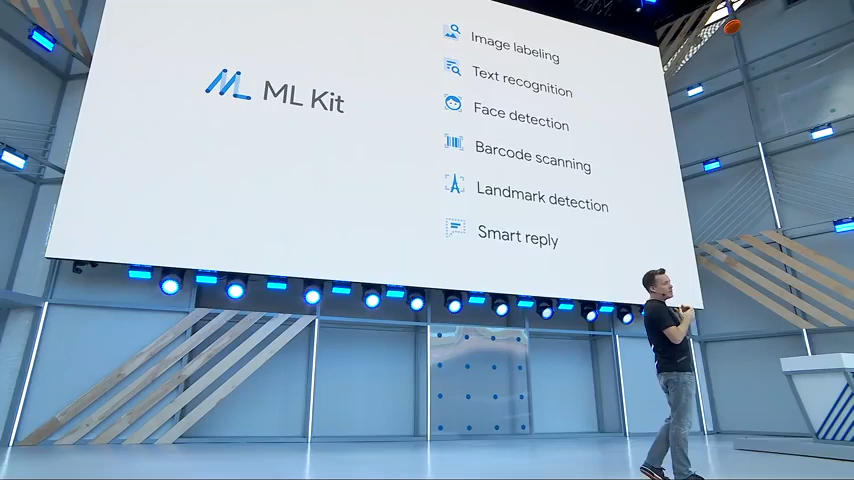 ML Kit
Image labeling
Text recognition
Face detection
Barcode scanning
Landmark detection
Smart reply